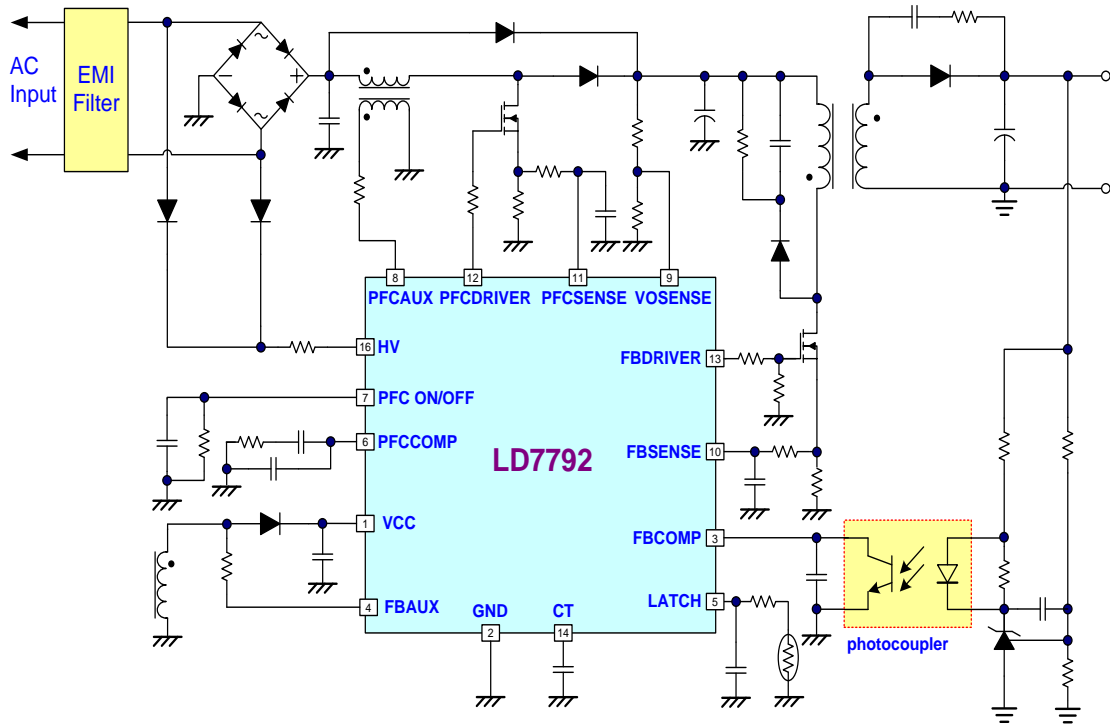 AC
Input
EMI
Filter
8
12
11
9
PFCAUX
PFCDRIVER
PFCSENSE
VOSENSE
16
HV
FBDRIVER
13
7
PFC ON/OFF
6
PFCCOMP
LD7792
FBSENSE
10
1
VCC
FBCOMP
3
4
FBAUX
GND
2
CT
14
LATCH
5
photocoupler